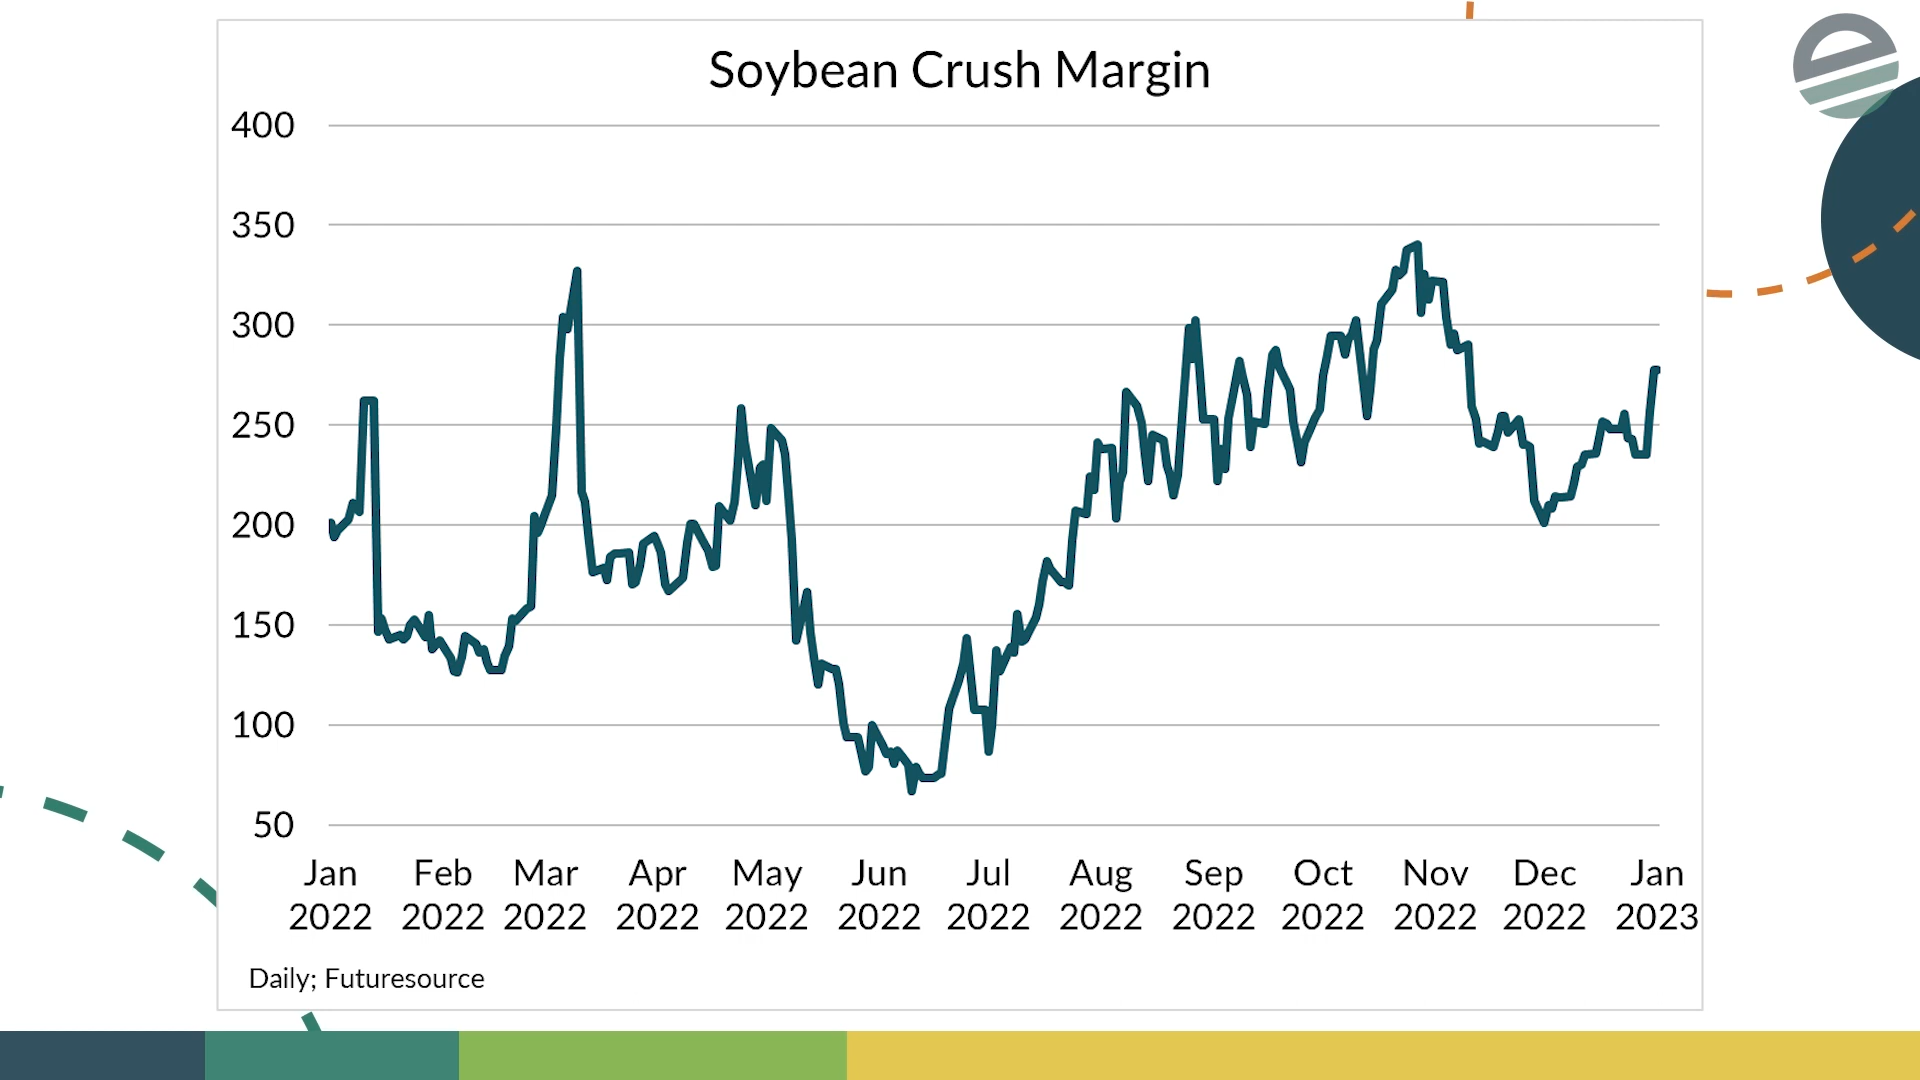 Soybean Crush Margin
400
350
300
250
200
150
100
50
Jan Feb Mar Apr May Jun Jul Aug Sep Oct Nov Dec Jan
2022 2022 2022 2022 2022 2022 2022 2022 2022 2022 2022 2022 2023
Daily; Futuresource